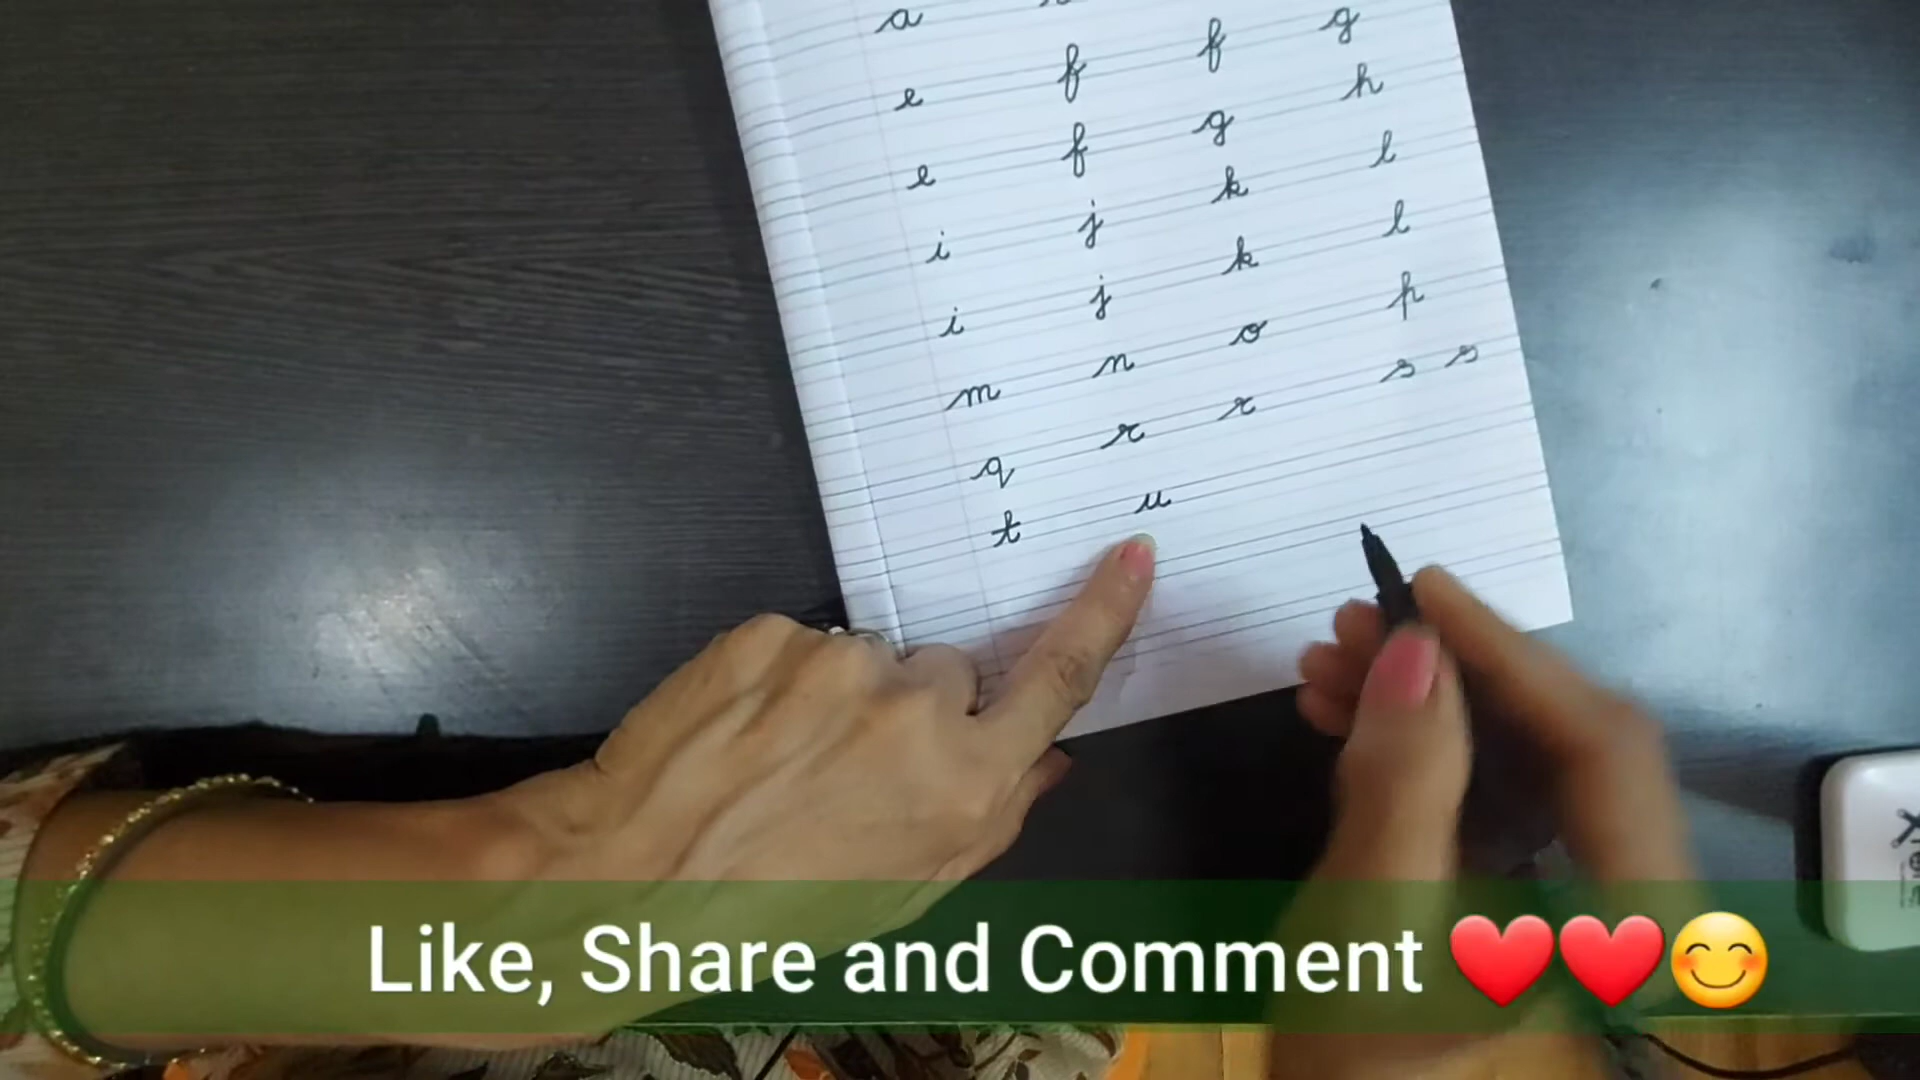 a
e f f g
e f g h
i j k l
i j k l
m n o p
q r r s s
t u
Like, Share and Comment ❤️❤️😊